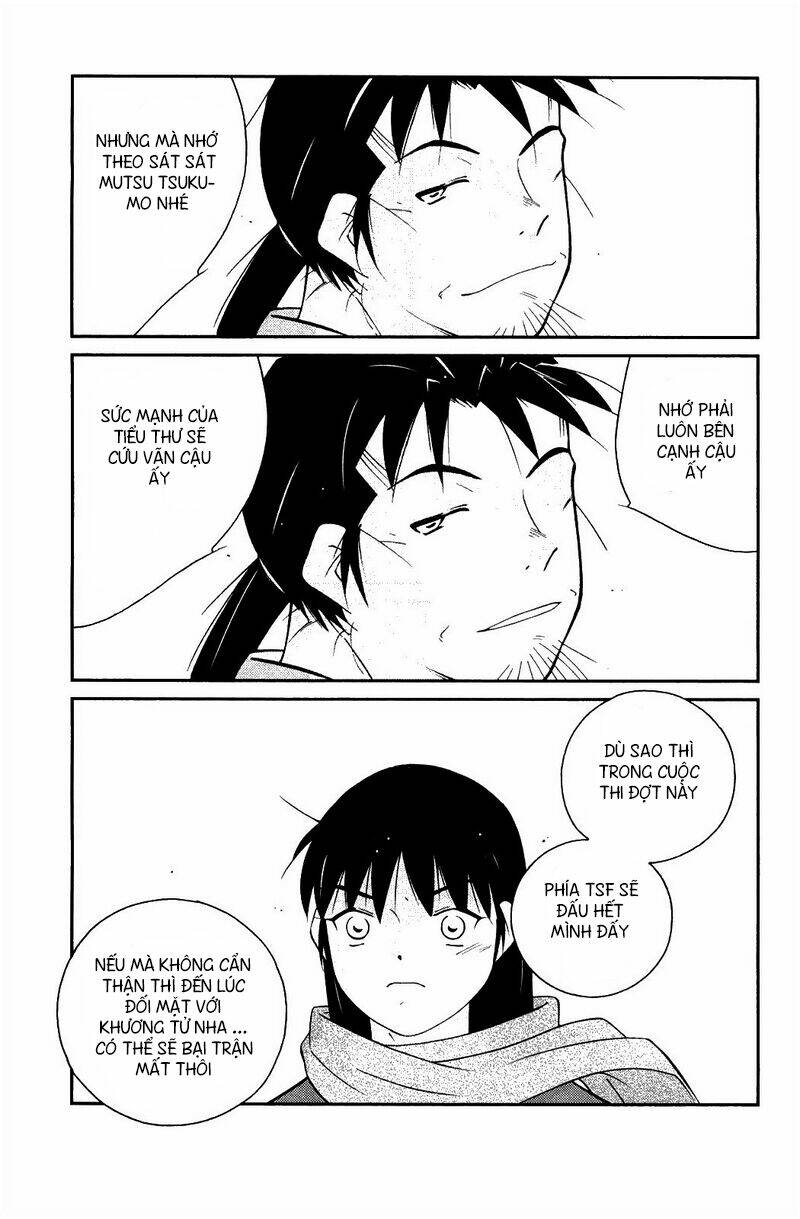 NHƯNG MÀ NHỚ
THEO SÁT SÁT
MUTSU TSUKU-
MO NHÉ
NHỚ PHẢI
LUÔN BÊN
CẠNH CẬU
ẤY
SỨC MẠNH CỦA
TIỂU THƯ SẼ
CỨU VÃN CẬU
ẤY
DÙ SAO THÌ
TRONG CUỘC
THI ĐỢT NÀY
PHÍA TSF SẼ
ĐẤU HẾT
MÌNH ĐẤY
NẾU MÀ KHÔNG CẨN
THẬN THÌ ĐẾN LÚC
ĐỐI MẶT VỚI
KHƯƠNG TỬ NHA ...
CÓ THỂ SẼ BẠI TRẬN
MẤT THÔI